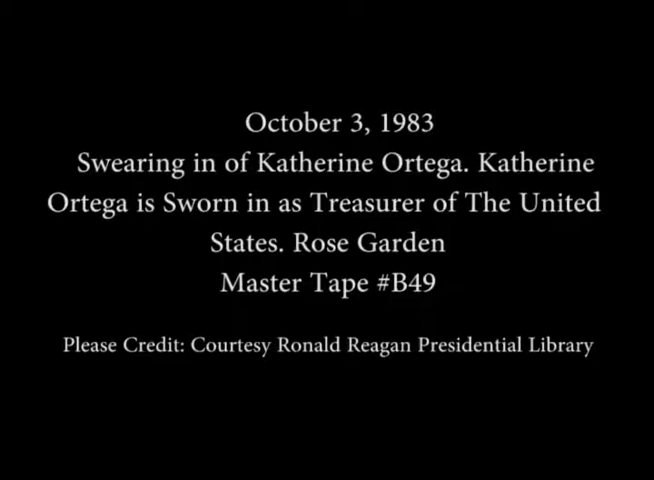 October 3, 1983
Swearing in of Katherine Ortega. Katherine
Ortega is Sworn in as Treasurer of The United
States. Rose Garden
Master Tape #B49
Please Credit: Courtesy Ronald Reagan Presidential Library